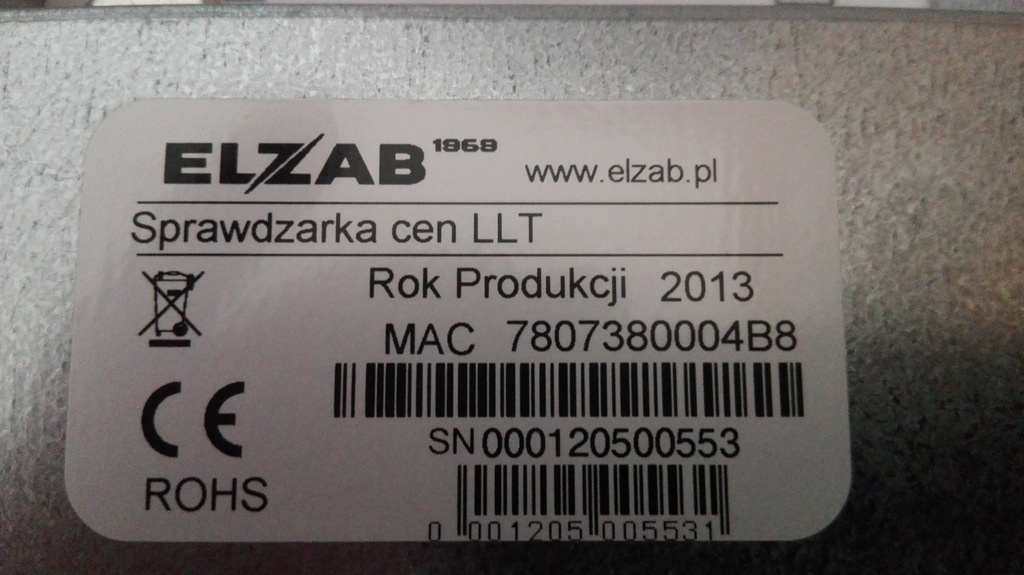 ELZAB 1969 www.elzab.pl
Sprawdzarka cen LLT
Rok Produkcji 2013
MAC 7807380004B8
SN 000120500553
CE
ROHS
0 001205 005531